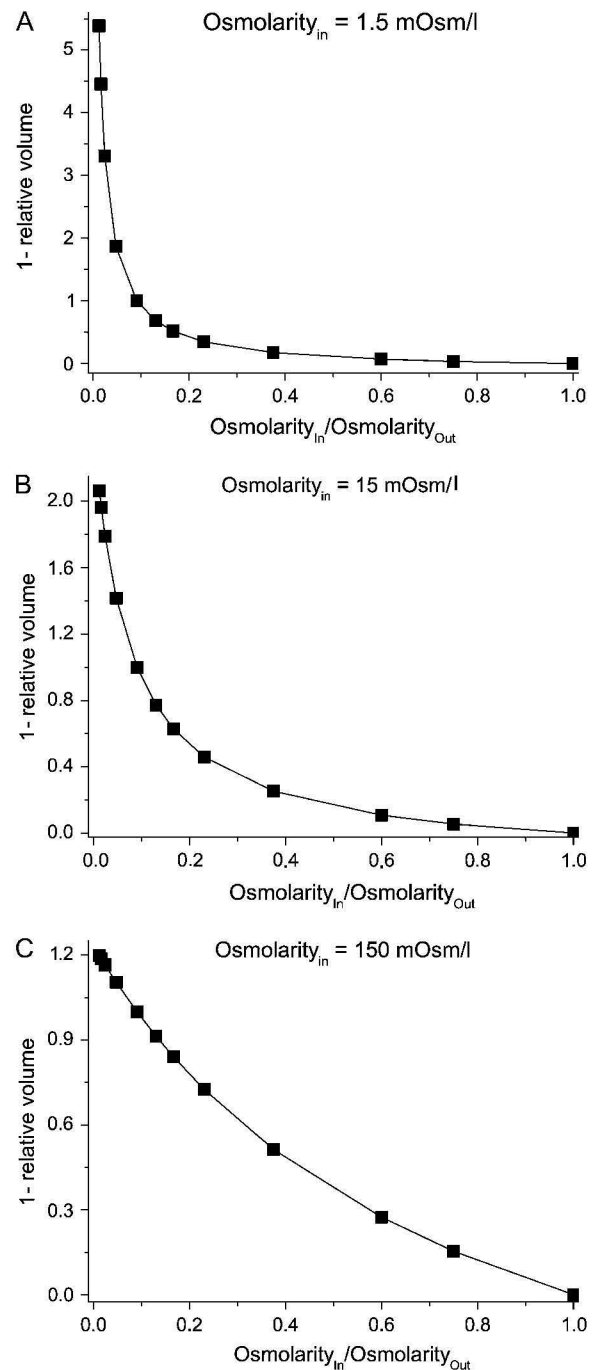 A
Osmolarity_in = 1.5 mOsm/l
1- relative volume
5
4
3
2
1
0
0.0 0.2 0.4 0.6 0.8 1.0
Osmolarity_In/Osmolarity_Out
B
Osmolarity_in = 15 mOsm/l
1- relative volume
2.0
1.6
1.2
0.8
0.4
0.0
0.0 0.2 0.4 0.6 0.8 1.0
Osmolarity_In/Osmolarity_Out
C
Osmolarity_in = 150 mOsm/l
1- relative volume
1.2
0.9
0.6
0.3
0.0
0.0 0.2 0.4 0.6 0.8 1.0
Osmolarity_In/Osmolarity_Out